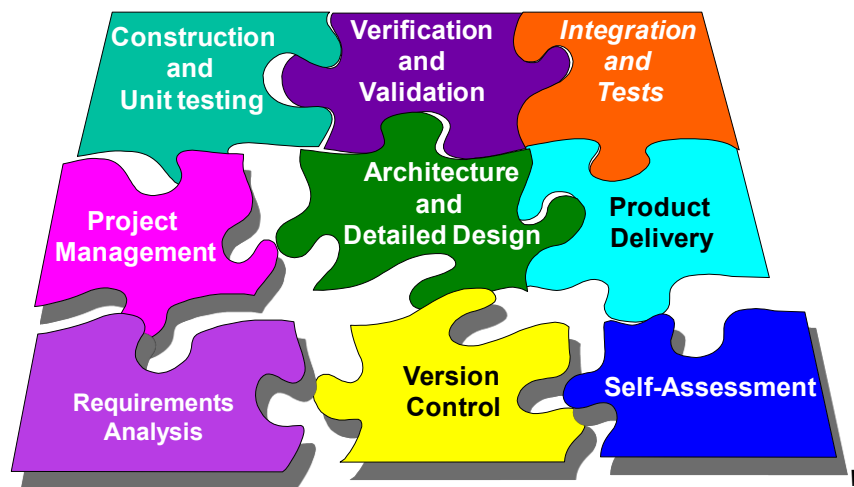 Construction
and
Unit testing
Verification
and
Validation
Integration
and
Tests
Project
Management
Architecture
and
Detailed Design
Product
Delivery
Requirements
Analysis
Version
Control
Self-Assessment